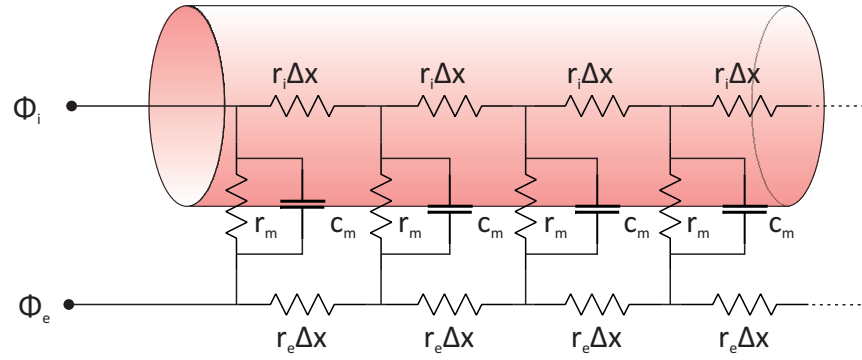 rᵢΔx rᵢΔx rᵢΔx rᵢΔx
Φᵢ
rₘ cₘ rₘ cₘ rₘ cₘ rₘ cₘ
Φₑ
rₑΔx rₑΔx rₑΔx rₑΔx